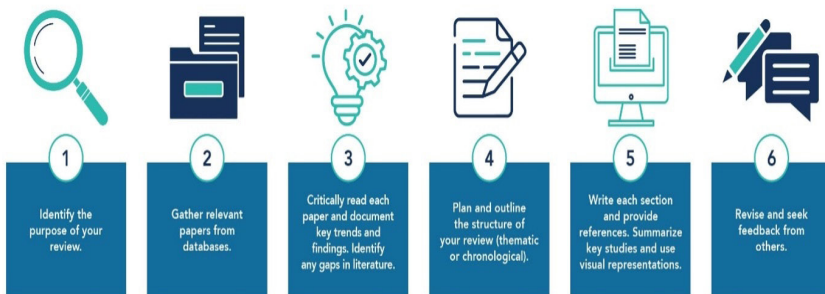 1
Identify the
purpose of your
review.
2
Gather relevant
papers from
databases.
3
Critically read each
paper and document
key trends and
findings. Identify
any gaps in literature.
4
Plan and outline
the structure of
your review (thematic
or chronological).
5
Write each section
and provide
references. Summarize
key studies and use
visual representations.
6
Revise and seek
feedback from
others.